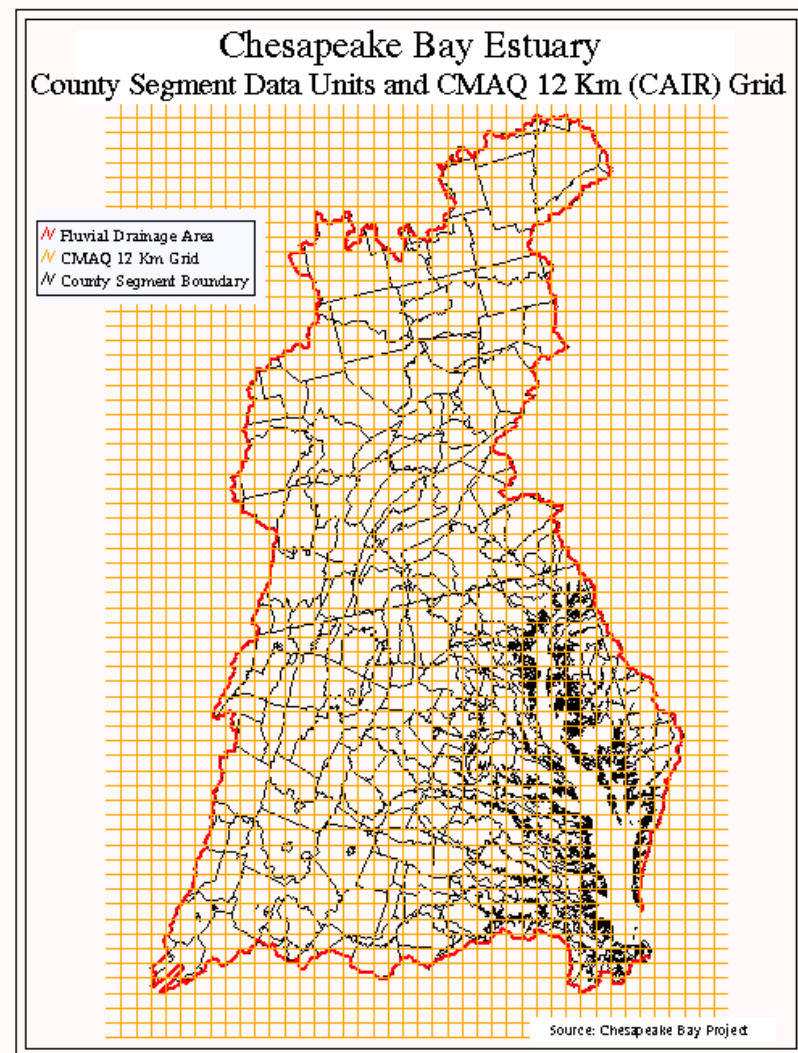 Chesapeake Bay Estuary
County Segment Data Units and CMAQ 12 Km (CAIR) Grid
Fluvial Drainage Area
CMAQ 12 Km Grid
County Segment Boundary
Source: Chesapeake Bay Project